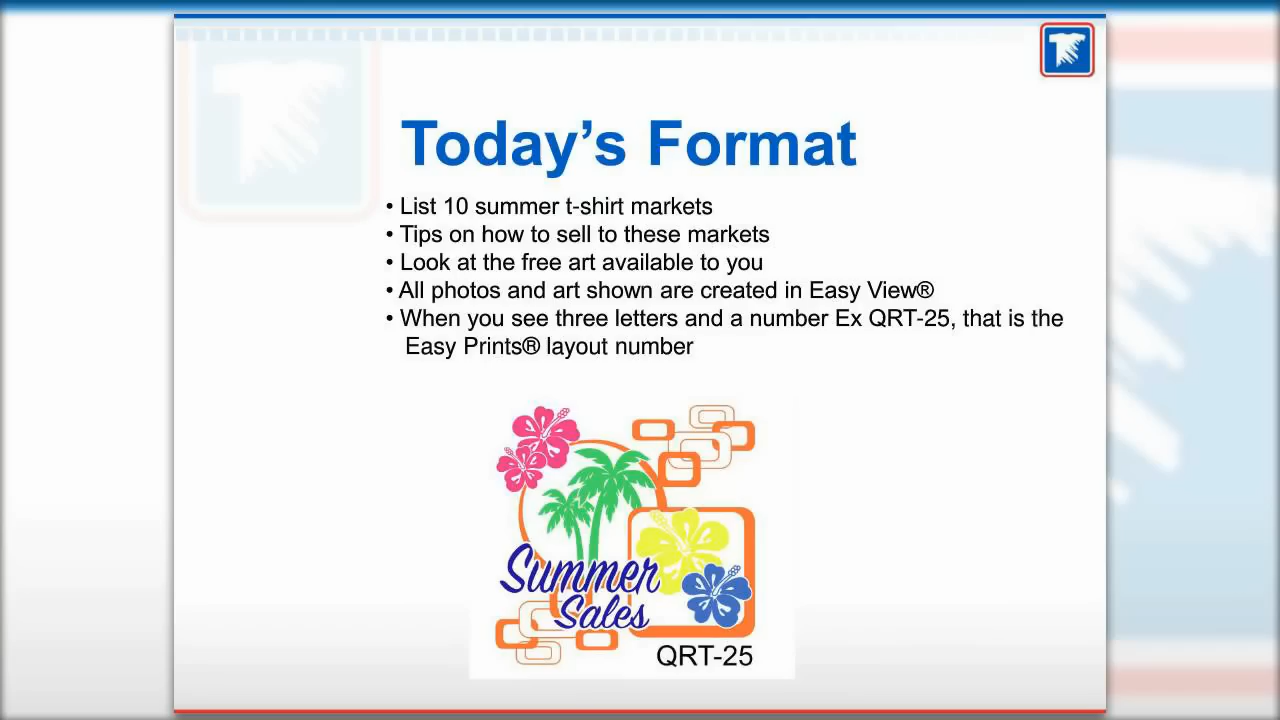 Today's Format
• List 10 summer t-shirt markets
• Tips on how to sell to these markets
• Look at the free art available to you
• All photos and art shown are created in Easy View®
• When you see three letters and a number Ex QRT-25, that is the
Easy Prints® layout number
Summer
Sales
QRT-25